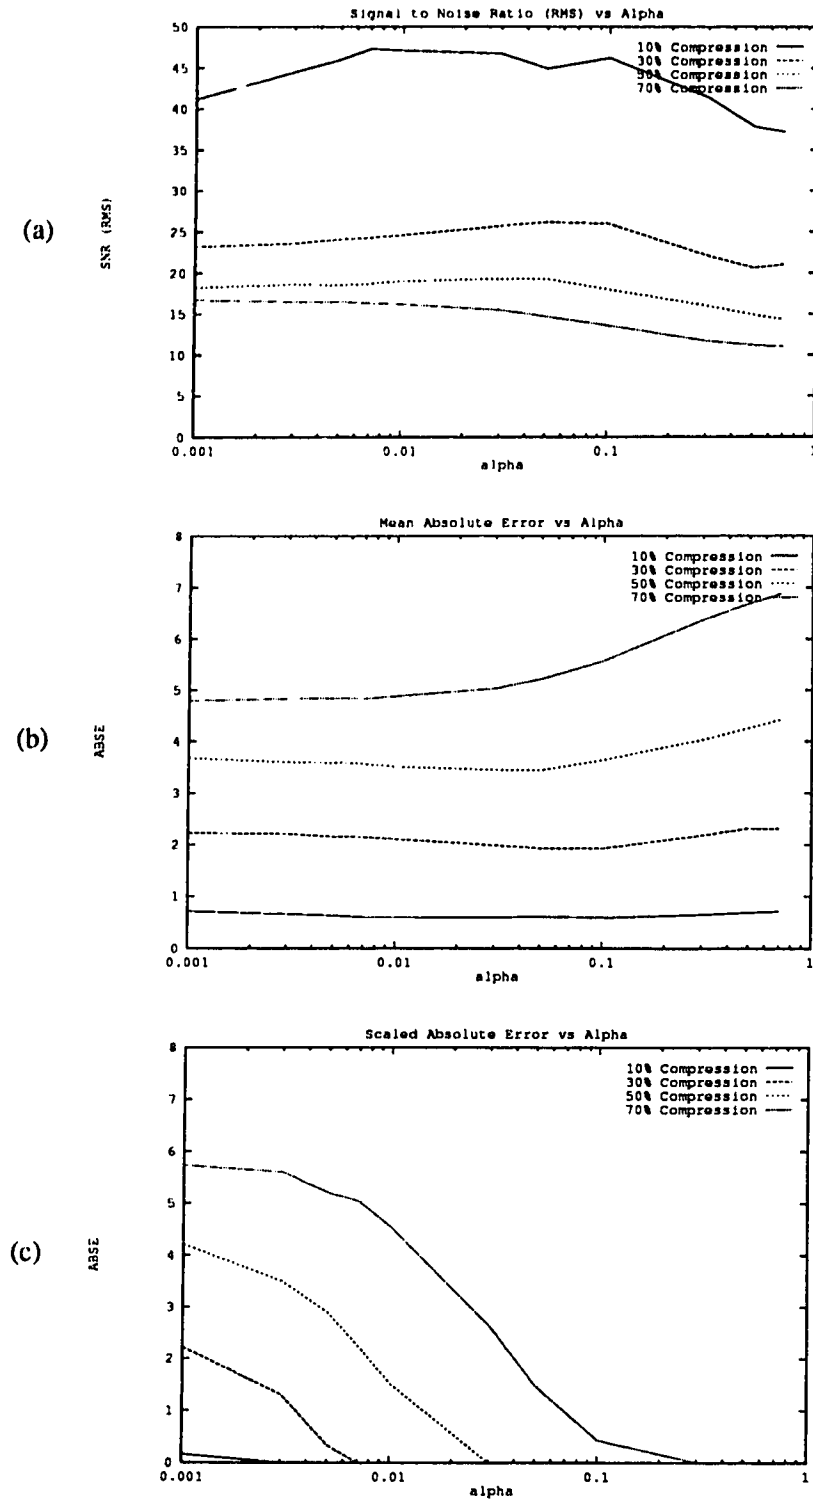 Signal to Noise Ratio (RMS) vs Alpha
50
45
40
35
30
25
20
15
10
5
0
10% Compression
30% Compression
50% Compression
70% Compression
(a)
SNR (RMS)
0.001
0.01
0.1
1
alpha
Mean Absolute Error vs Alpha
8
7
6
5
4
3
2
1
0
10% Compression
30% Compression
50% Compression
70% Compression
(b)
ABSE
0.001
0.01
0.1
1
alpha
Scaled Absolute Error vs Alpha
8
7
6
5
4
3
2
1
0
10% Compression
30% Compression
50% Compression
70% Compression
(c)
ABSE
0.001
0.01
0.1
1
alpha